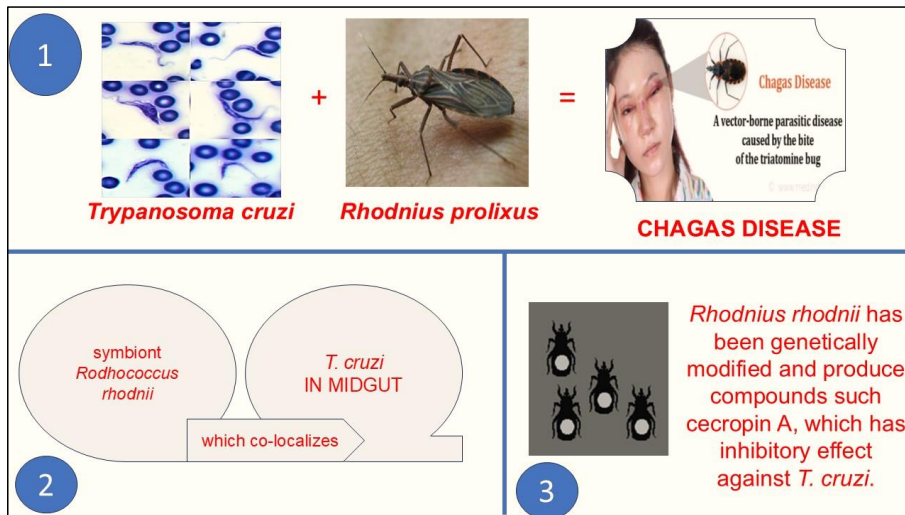 1
+
=
Chagas Disease
A vector-borne parasitic disease
caused by the bite
of the triatomine bug
Trypanosoma cruzi
Rhodnius prolixus
CHAGAS DISEASE
symbiont
Rodhococcus
rhodnii
which co-localizes
T. cruzi
IN MIDGUT
2
3
Rhodnius rhodnii has
been genetically
modified and produce
compounds such
cecropin A, which has
inhibitory effect
against T. cruzi.